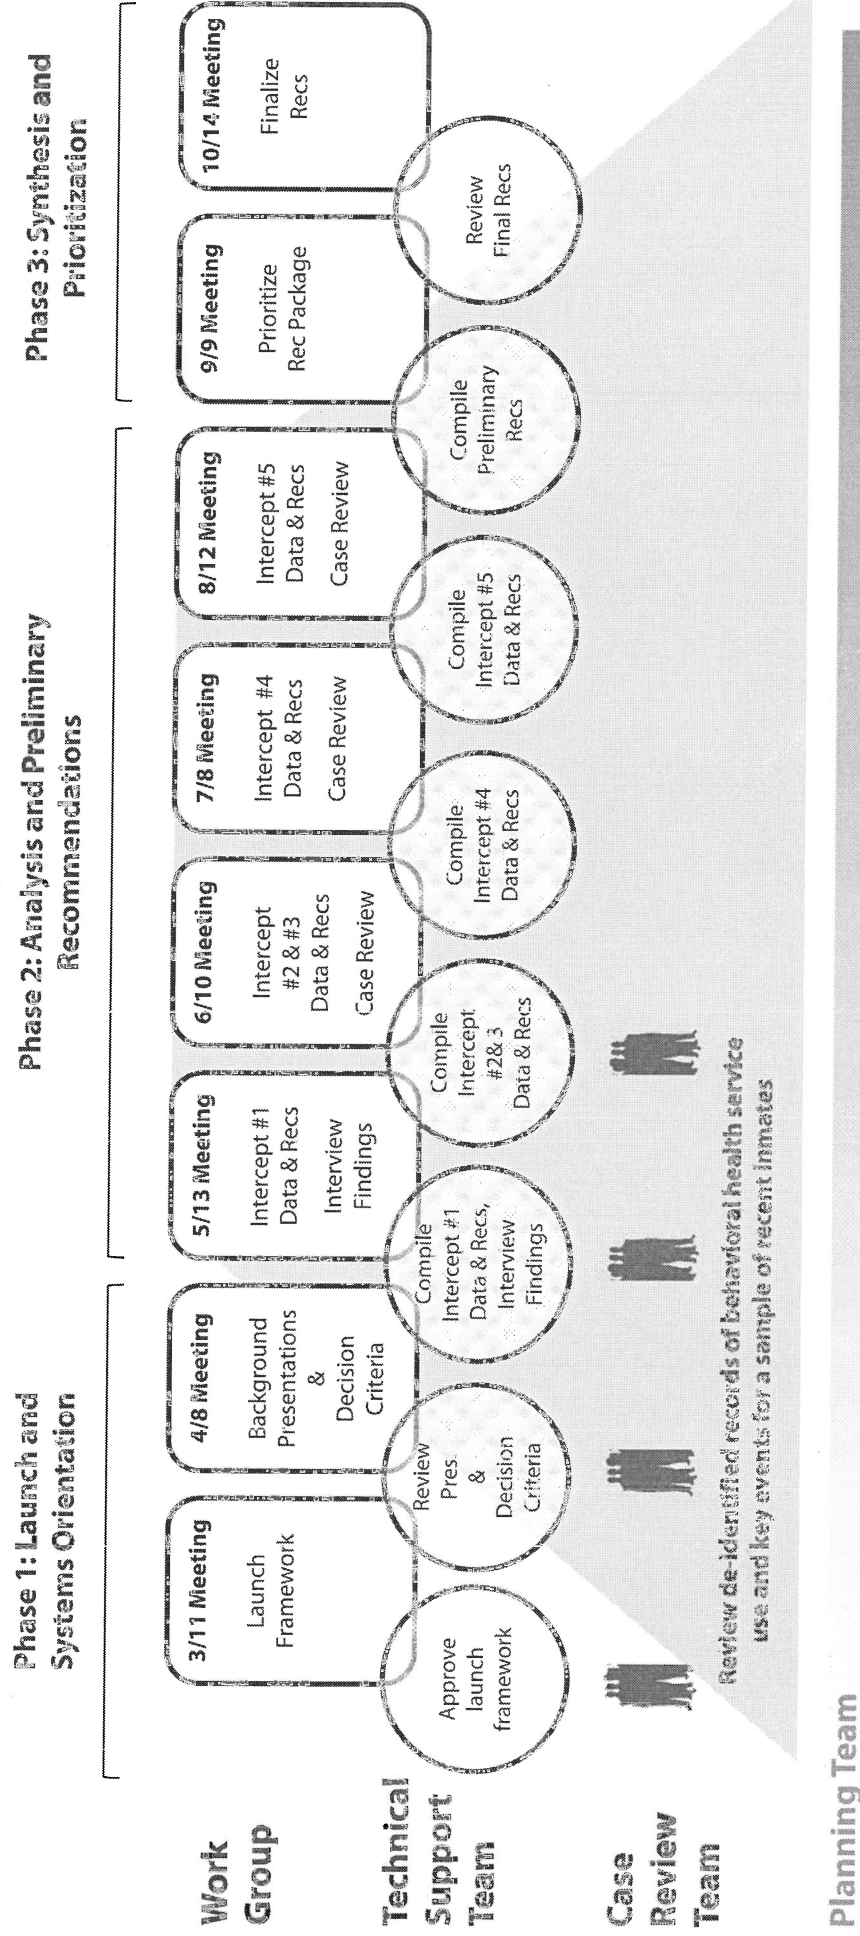 Phase 1: Launch and
Systems Orientation
Phase 2: Analysis and Preliminary
Recommendations
Phase 3: Synthesis and
Prioritization
Work
Group
3/11 Meeting
Launch
Framework
4/8 Meeting
Background
Presentations
&
Decision
Criteria
5/13 Meeting
Intercept #1
Data & Recs
Interview
Findings
6/10 Meeting
Intercept
#2 & #3
Data & Recs
Case Review
7/8 Meeting
Intercept #4
Data & Recs
Case Review
8/12 Meeting
Intercept #5
Data & Recs
Case Review
9/9 Meeting
Prioritize
Rec Package
10/14 Meeting
Finalize
Recs
Technical
Support
Team
Approve
launch
framework
Review
Pres.
&
Decision
Criteria
Compile
Intercept #1
Data & Recs,
Interview
Findings
Compile
Intercept
#2& 3
Data & Recs
Compile
Intercept #4
Data & Recs
Compile
Intercept #5
Data & Recs
Compile
Preliminary
Recs
Review
Final Recs
Case
Review
Team
Review de-identified records of behavioral health service
use and key events for a sample of recent inmates
Planning Team